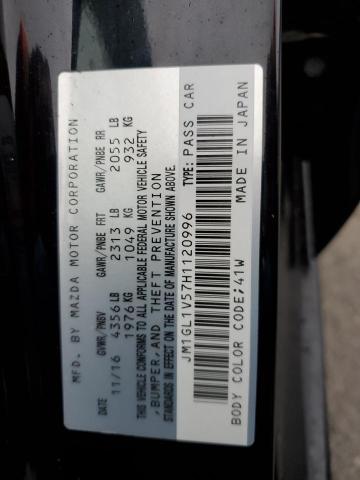 MFD. BY MAZDA MOTOR CORPORATION
GVWR/PNBV GAWR/PNBE FRT GAWR/PNBE RR
11/16 4356 LB 2313 LB 2055 LB
1976 KG 1049 KG 932 KG
THIS VEHICLE CONFORMS TO ALL APPLICABLE FEDERAL MOTOR VEHICLE SAFETY
,BUMPER,AND THEFT PREVENTION
STANDARDS IN EFFECT ON THE DATE OF MANUFACTURE SHOWN ABOVE.
JM1GL1V57H1120996 TYPE:PASS CAR
BODY COLOR CODE:41W MADE IN JAPAN